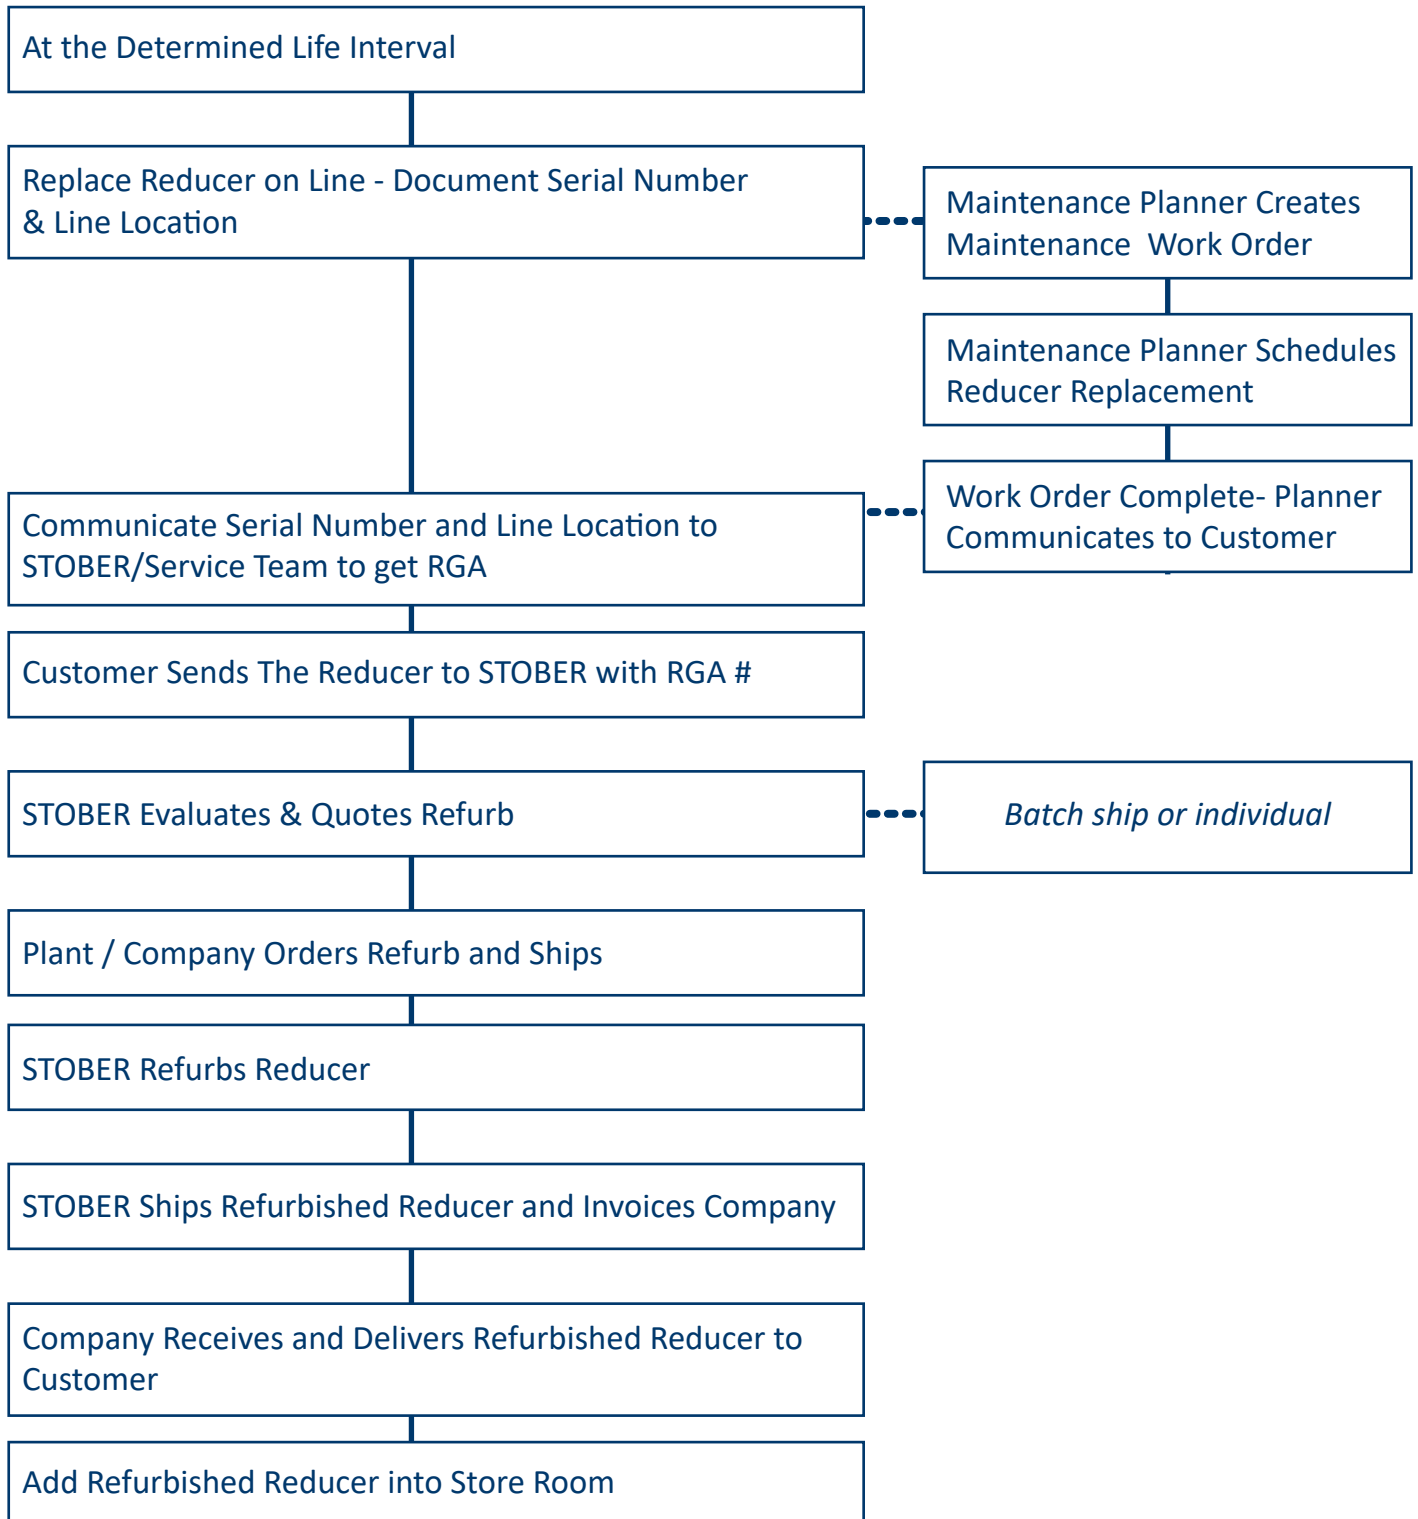 At the Determined Life Interval
Replace Reducer on Line - Document Serial Number
& Line Location
Maintenance Planner Creates
Maintenance  Work Order
Maintenance Planner Schedules
Reducer Replacement
Work Order Complete- Planner
Communicates to Customer
Communicate Serial Number and Line Location to
STOBER/Service Team to get RGA
Customer Sends The Reducer to STOBER with RGA #
STOBER Evaluates & Quotes Refurb
Batch ship or individual
Plant / Company Orders Refurb and Ships
STOBER Refurbs Reducer
STOBER Ships Refurbished Reducer and Invoices Company
Company Receives and Delivers Refurbished Reducer to
Customer
Add Refurbished Reducer into Store Room